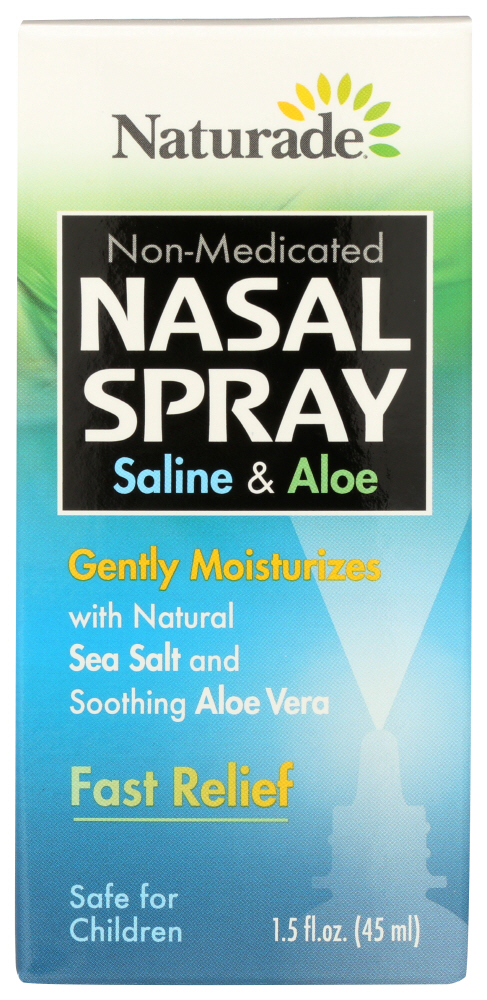 Naturade
Non-Medicated
NASAL
SPRAY
Saline & Aloe
Gently Moisturizes
with Natural
Sea Salt and
Soothing Aloe Vera
Fast Relief
Safe for
Children
1.5 fl.oz. (45 ml)